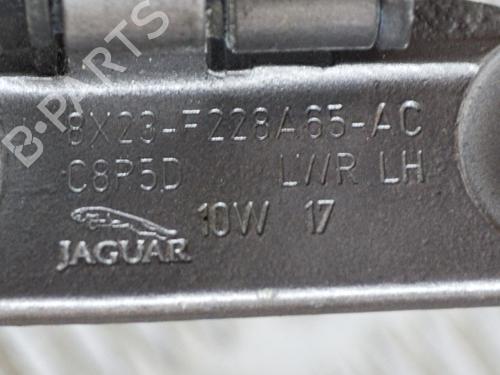 B-PARTS
8X23-F228A65-AC
C8P5D LWR LH
JAGUAR 10W 17